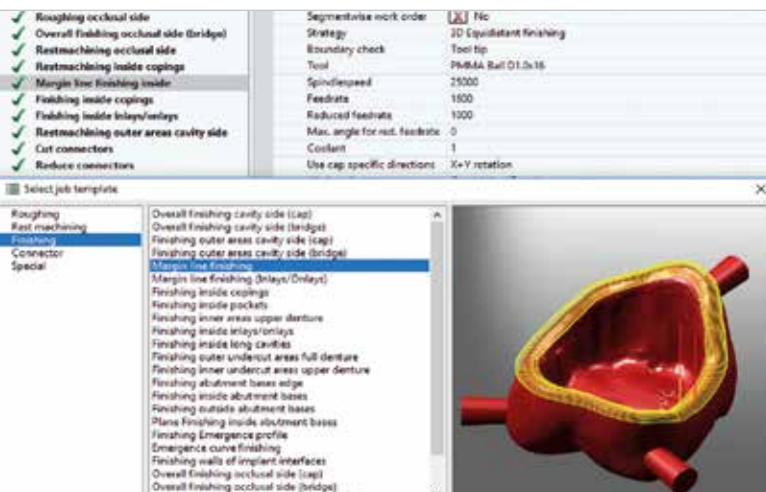 Roughing occlusal side
Overall finishing occlusal side (bridge)
Restmachining occlusal side
Restmachining inside copings
Margin line finishing inside
Finishing inside copings
Finishing inside inlays/onlays
Restmachining outer areas cavity side
Cut connectors
Reduce connectors
Segmentwise work order [X] No
Strategy 3D Equidistant finishing
Boundary check Tool tip
Tool PMMA Ball D1.0x16
Spindlespeed 25000
Feedrate 1600
Reduced feedrate 1000
Max. angle for red. feedrate 0
Coolant 1
Use cap specific directions X+Y rotation
Select job template
Roughing
Rest machining
Finishing
Connector
Special
Overall finishing cavity side (cap)
Overall finishing cavity side (bridge)
Finishing outer areas cavity side (cap)
Finishing outer areas cavity side (bridge)
Margin line finishing
Margin line finishing (Inlays/Onlays)
Finishing inside copings
Finishing inside pockets
Finishing inner areas upper denture
Finishing inside inlays/onlays
Finishing inside long cavities
Finishing outer undercut areas full denture
Finishing inner undercut areas upper denture
Finishing abutment bases edge
Finishing inside abutment bases
Finishing outside abutment bases
Plane Finishing inside abutment bases
Finishing Emergence profile
Emergence curve finishing
Finishing walls of implant interfaces
Overall finishing occlusal side (cap)
Overall finishing occlusal side (bridge)